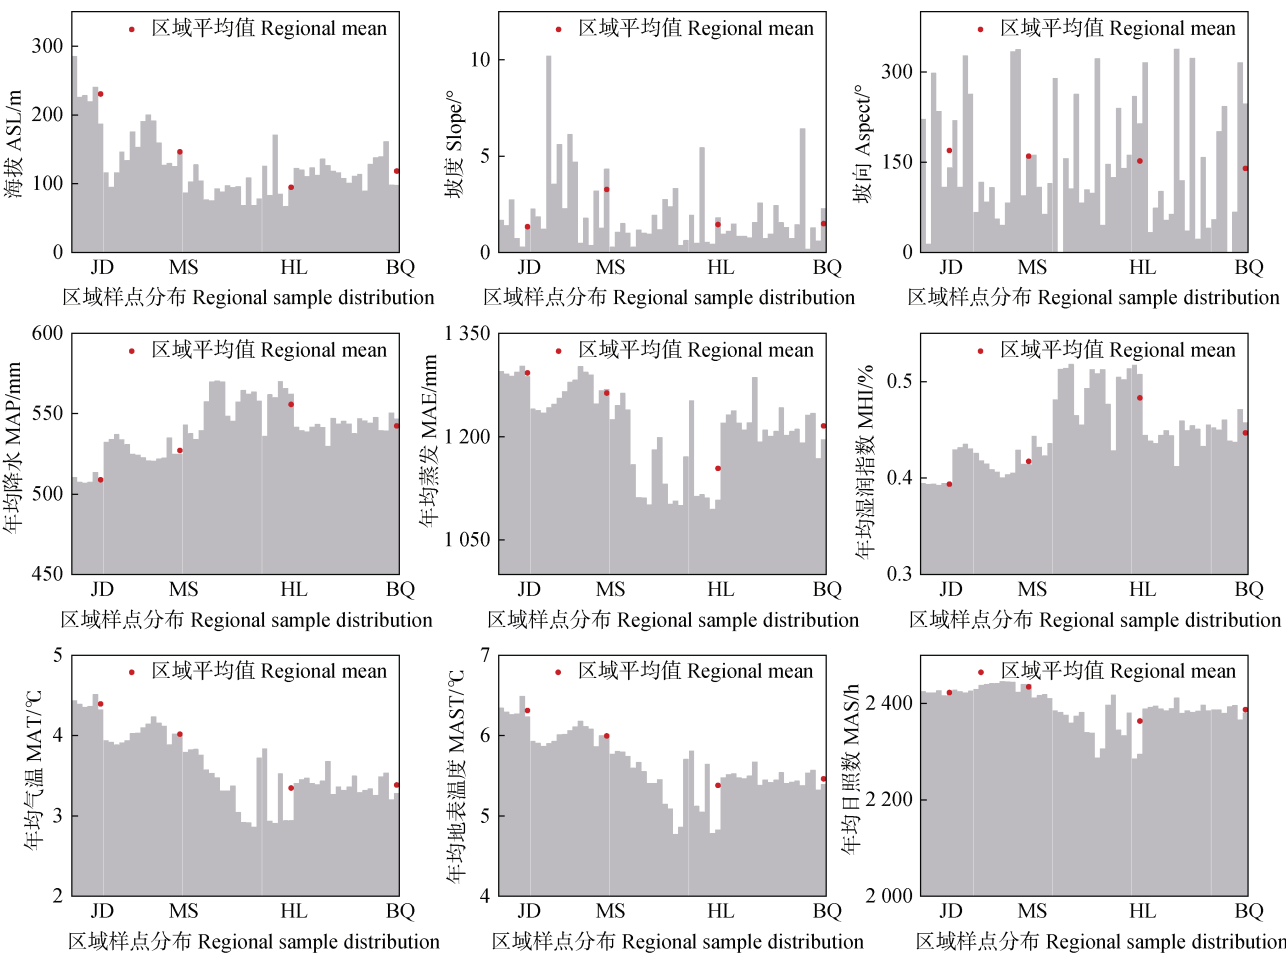 区域平均值 Regional mean
海拔 ASL/m
300
200
100
0
JD MS HL BQ
区域样点分布 Regional sample distribution
区域平均值 Regional mean
坡度 Slope/°
10
5
0
JD MS HL BQ
区域样点分布 Regional sample distribution
区域平均值 Regional mean
坡向 Aspect/°
300
150
0
JD MS HL BQ
区域样点分布 Regional sample distribution
区域平均值 Regional mean
年均降水 MAP/mm
600
550
500
450
JD MS HL BQ
区域样点分布 Regional sample distribution
区域平均值 Regional mean
年均蒸发 MAE/mm
1 350
1 200
1 050
JD MS HL BQ
区域样点分布 Regional sample distribution
区域平均值 Regional mean
年均湿润指数 MHI/%
0.5
0.4
0.3
JD MS HL BQ
区域样点分布 Regional sample distribution
区域平均值 Regional mean
年均气温 MAT/℃
5
4
3
2
JD MS HL BQ
区域样点分布 Regional sample distribution
区域平均值 Regional mean
年均地表温度 MAST/℃
7
6
5
4
JD MS HL BQ
区域样点分布 Regional sample distribution
区域平均值 Regional mean
年均日照数 MAS/h
2 400
2 200
2 000
JD MS HL BQ
区域样点分布 Regional sample distribution